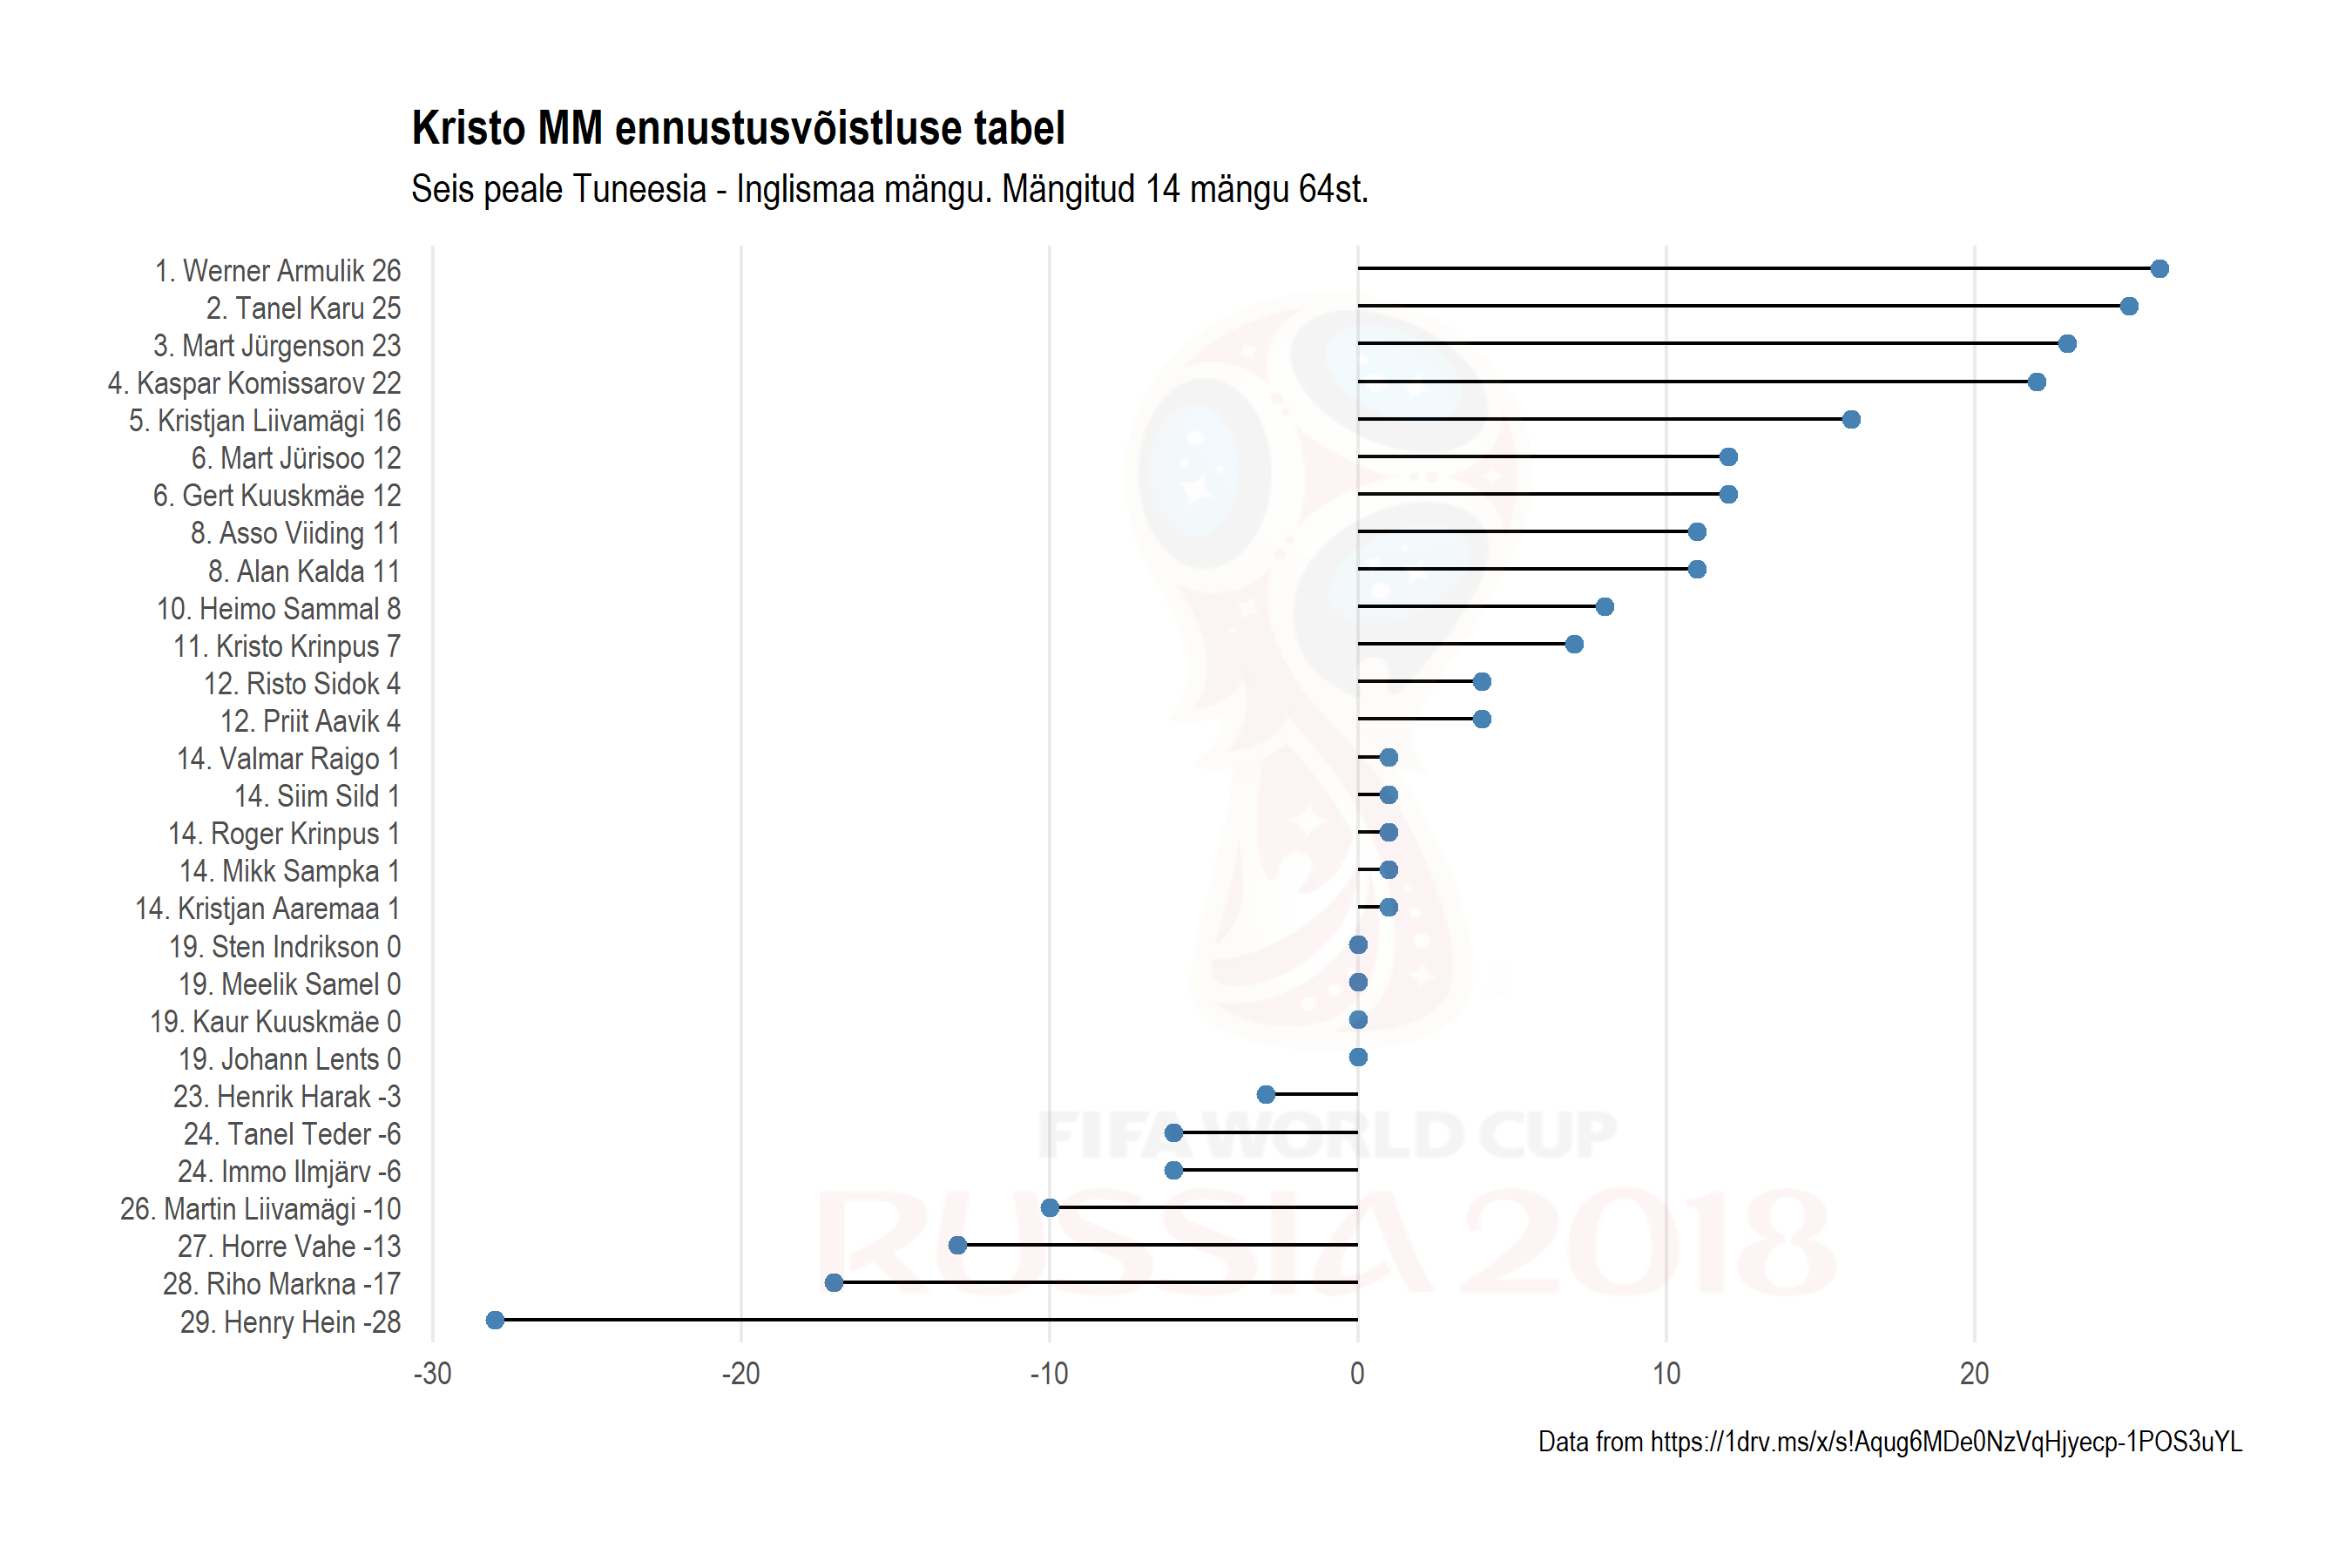 Kristo MM ennustusvõistluse tabel
Seis peale Tuneesia - Inglismaa mängu. Mängitud 14 mängu 64st.
1. Werner Armulik 26
2. Tanel Karu 25
3. Mart Jürgenson 23
4. Kaspar Komissarov 22
5. Kristjan Liivamägi 16
6. Mart Jürisoo 12
6. Gert Kuuskmäe 12
8. Asso Viiding 11
8. Alan Kalda 11
10. Heimo Sammal 8
11. Kristo Krinpus 7
12. Risto Sidok 4
12. Priit Aavik 4
14. Valmar Raigo 1
14. Siim Sild 1
14. Roger Krinpus 1
14. Mikk Sampka 1
14. Kristjan Aaremaa 1
19. Sten Indrikson 0
19. Meelik Samel 0
19. Kaur Kuuskmäe 0
19. Johann Lents 0
23. Henrik Harak -3
24. Tanel Teder -6
24. Immo Ilmjärv -6
26. Martin Liivamägi -10
27. Horre Vahe -13
28. Riho Markna -17
29. Henry Hein -28
FIFA WORLD CUP
RUSSIA 2018
-30 -20 -10 0 10 20
Data from https://1drv.ms/x/s!Aqug6MDe0NzVqHjyecp-1POS3uYL